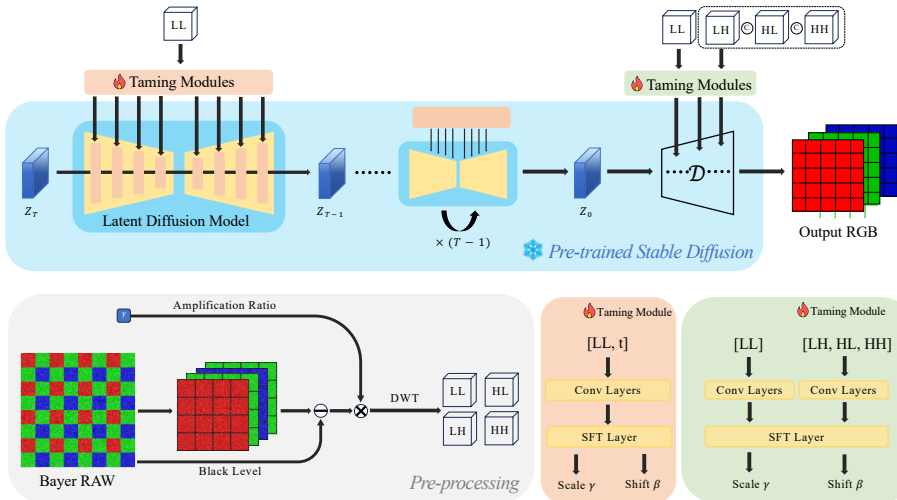 LL
LL
LH
C
HL
C
HH
Taming Modules
Taming Modules
Z_T
Latent Diffusion Model
Z_{T-1}
× (T − 1)
Z_0
D
Output RGB
Pre-trained Stable Diffusion
γ
Amplification Ratio
Bayer RAW
Black Level
DWT
LL
HL
LH
HH
Pre-processing
Taming Module
[LL, t]
Conv Layers
SFT Layer
Scale γ
Shift β
Taming Module
[LL]
[LH, HL, HH]
Conv Layers
Conv Layers
SFT Layer
Scale γ
Shift β